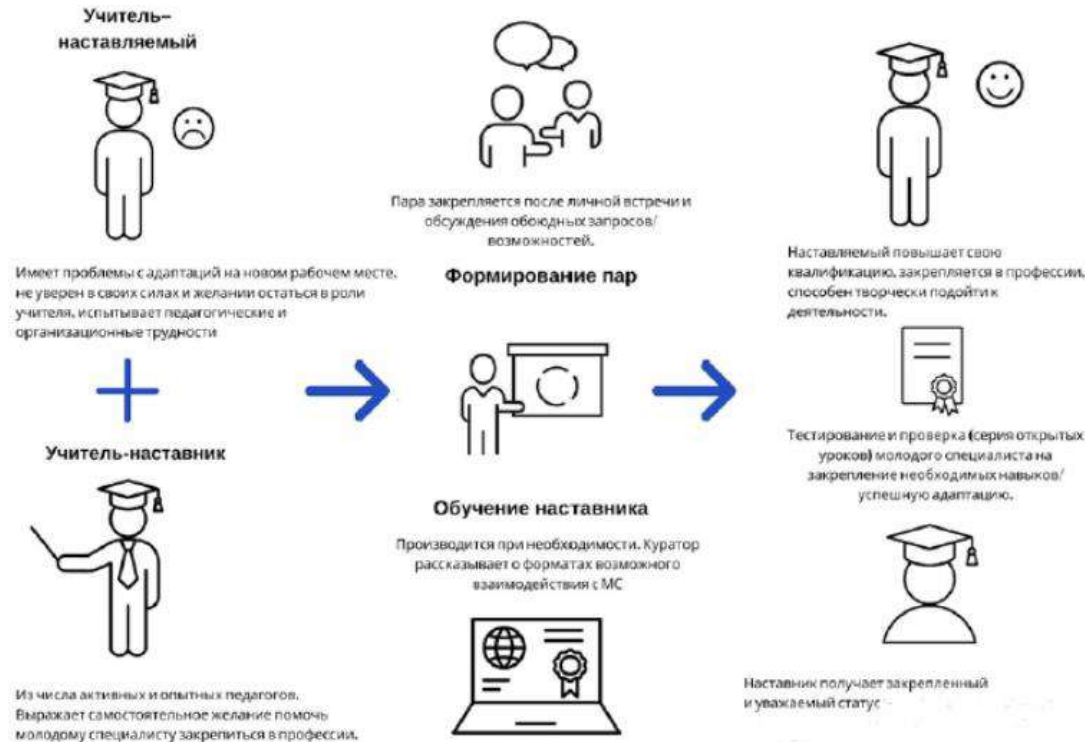 Учитель–
наставляемый
Имеет проблемы с адаптаций на новом рабочем месте,
не уверен в своих силах и желании остаться в роли
учителя, испытывает педагогические и
организационные трудности
Учитель-наставник
Из числа активных и опытных педагогов.
Выражает самостоятельное желание помочь
молодому специалисту закрепиться в профессии.
Пара закрепляется после личной встречи и
обсуждения обоюдных запросов/
возможностей.
Формирование пар
Обучение наставника
Производится при необходимости. Куратор
рассказывает о форматах возможного
взаимодействия с МС
Наставляемый повышает свою
квалификацию, закрепляется в профессии,
способен творчески подойти к
деятельности.
Тестирование и проверка (серия открытых
уроков) молодого специалиста на
закрепление необходимых навыков/
успешную адаптацию.
Наставник получает закрепленный
и уважаемый статус